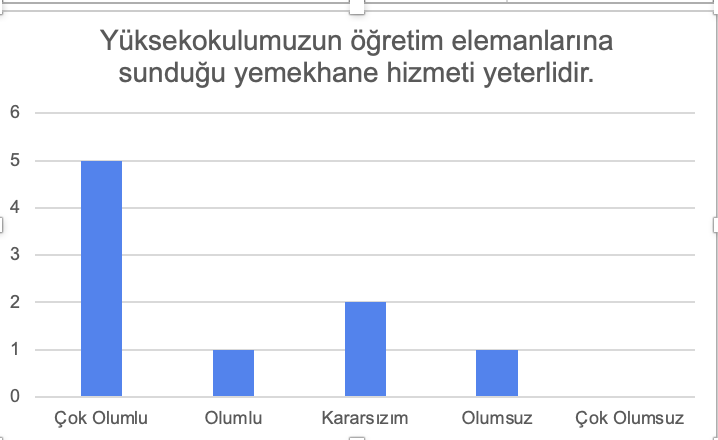 Yüksekokulumuzun öğretim elemanlarına
sunduğu yemekhane hizmeti yeterlidir.
6
5
4
3
2
1
0
Çok Olumlu Olumlu Kararsızım Olumsuz Çok Olumsuz